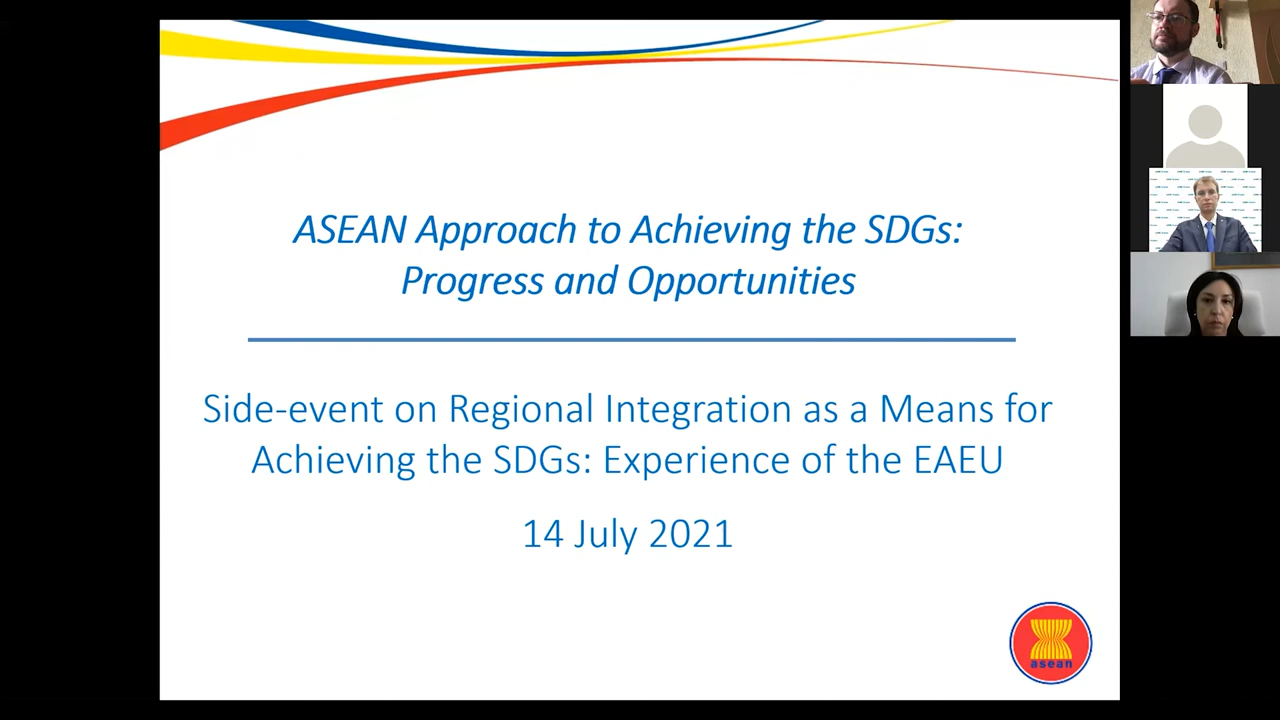 ASEAN Approach to Achieving the SDGs:
Progress and Opportunities
Side-event on Regional Integration as a Means for
Achieving the SDGs: Experience of the EAEU
14 July 2021
asean